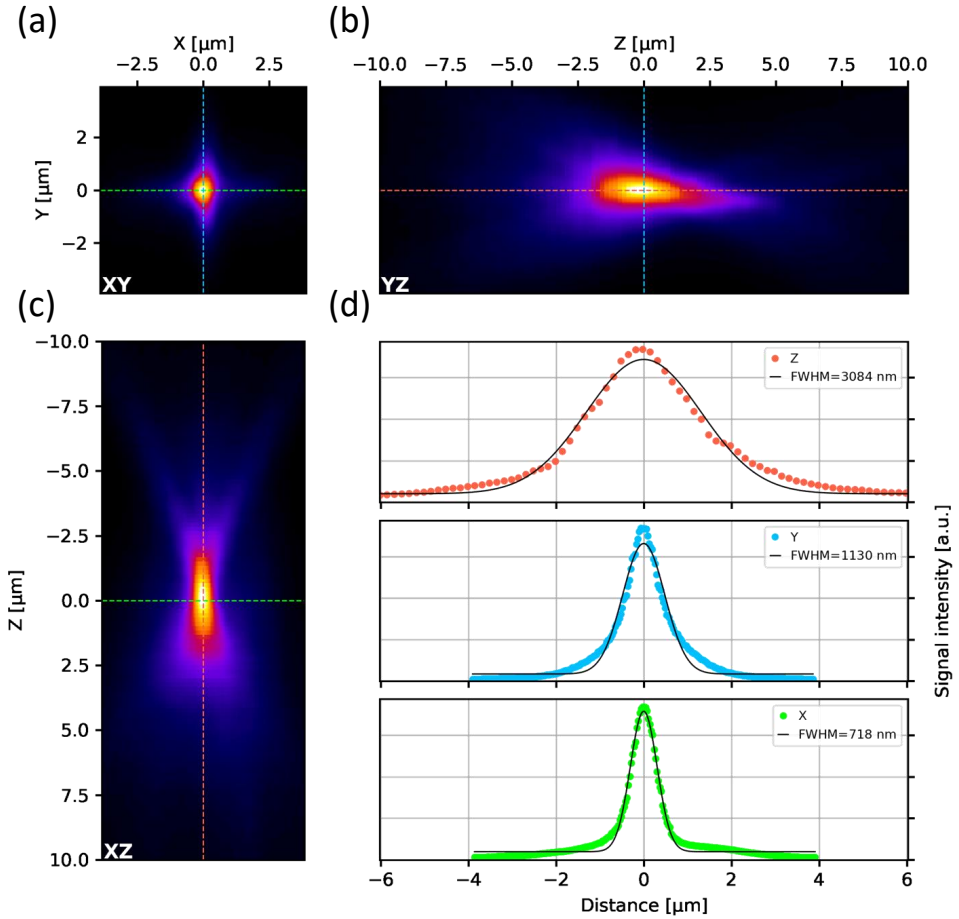 (a)
X [µm]
−2.5 0.0 2.5
Y [µm]
2
0
−2
XY
(b)
Z [µm]
−10.0 −7.5 −5.0 −2.5 0.0 2.5 5.0 7.5 10.0
YZ
(c)
Z [µm]
−10.0
−7.5
−5.0
−2.5
0.0
2.5
5.0
7.5
10.0
XZ
(d)
Z
FWHM=3084 nm
Y
FWHM=1130 nm
X
FWHM=718 nm
Signal intensity [a.u.]
−6 −4 −2 0 2 4 6
Distance [µm]